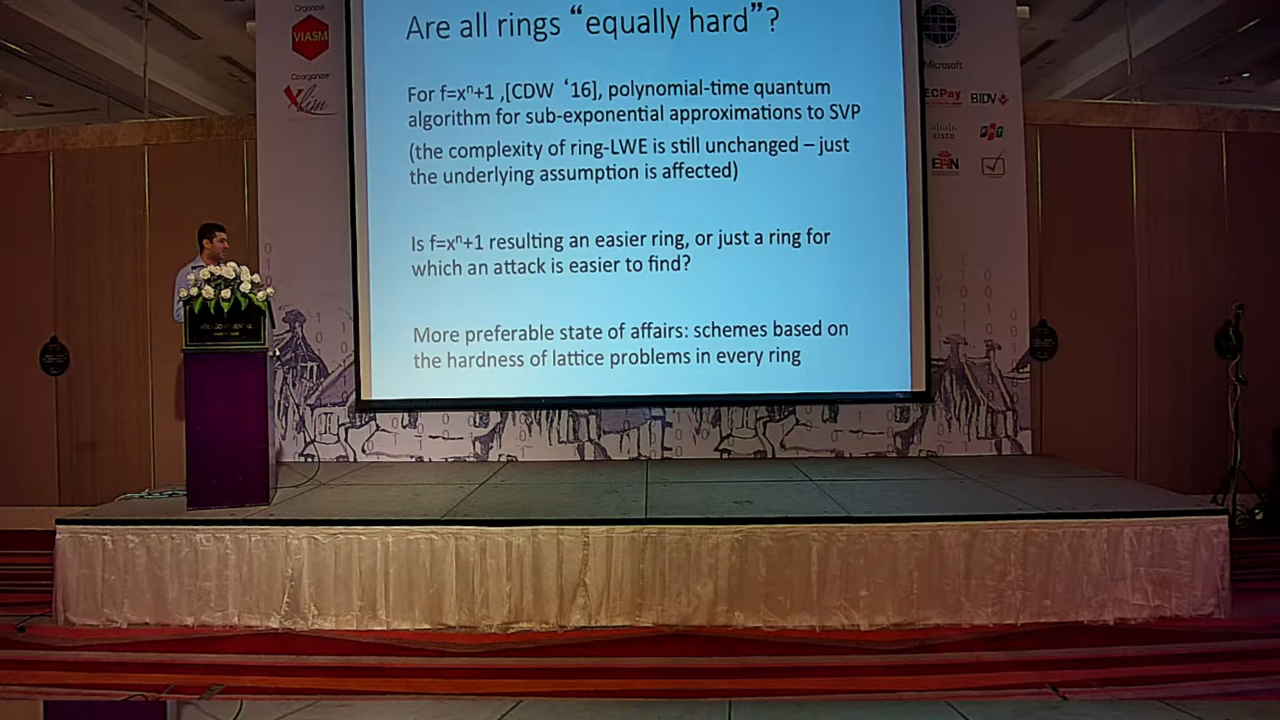 Are all rings “equally hard”?
For f=xⁿ+1 ,[CDW ‘16], polynomial-time quantum
algorithm for sub-exponential approximations to SVP
(the complexity of ring-LWE is still unchanged – just
the underlying assumption is affected)
Is f=xⁿ+1 resulting an easier ring, or just a ring for
which an attack is easier to find?
More preferable state of affairs: schemes based on
the hardness of lattice problems in every ring
Organizer
VIASM
Co-organizer
Microsoft
ECPay
BIDV
cisco
FPT